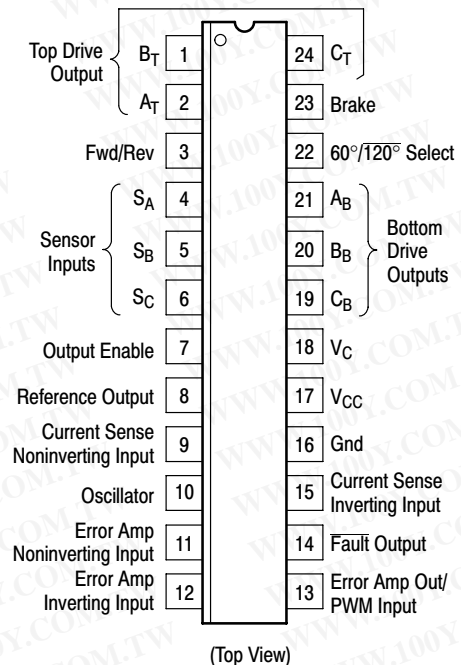 Top Drive
Output
B_T 1
A_T 2
Fwd/Rev 3
Sensor
Inputs
S_A 4
S_B 5
S_C 6
Output Enable 7
Reference Output 8
Current Sense
Noninverting Input 9
Oscillator 10
Error Amp
Noninverting Input 11
Error Amp
Inverting Input 12
24 C_T
23 Brake
22 60°/120° Select
21 A_B
20 B_B
19 C_B
Bottom
Drive
Outputs
18 V_C
17 V_CC
16 Gnd
15 Current Sense
Inverting Input
14 Fault Output
13 Error Amp Out/
PWM Input
(Top View)
WWW.100Y.COM.TW